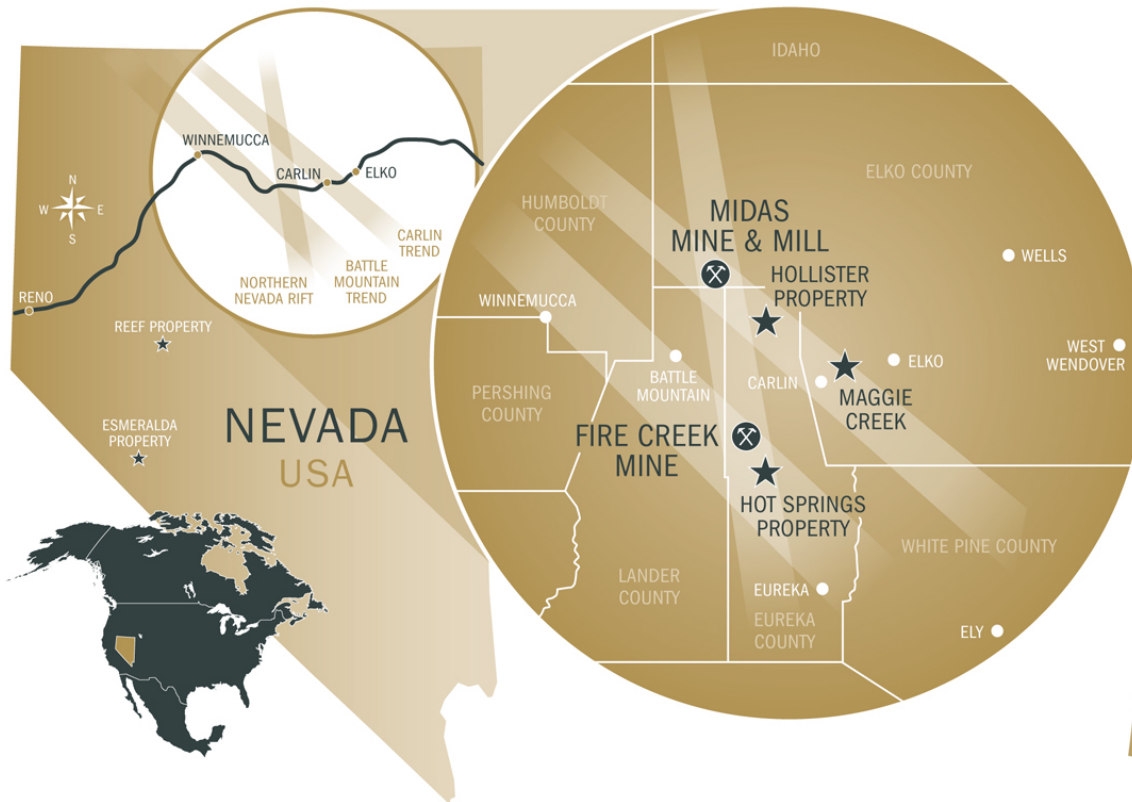 N
W
E
S
WINNEMUCCA
CARLIN
ELKO
CARLIN
TREND
BATTLE
MOUNTAIN
TREND
NORTHERN
NEVADA RIFT
RENO
REEF PROPERTY
ESMERALDA
PROPERTY
NEVADA
USA
IDAHO
ELKO COUNTY
HUMBOLDT
COUNTY
MIDAS
MINE & MILL
HOLLISTER
PROPERTY
WELLS
WINNEMUCCA
BATTLE
MOUNTAIN
CARLIN
ELKO
WEST
WENDOVER
MAGGIE
CREEK
PERSHING
COUNTY
FIRE CREEK
MINE
HOT SPRINGS
PROPERTY
WHITE PINE COUNTY
LANDER
COUNTY
EUREKA
EUREKA
COUNTY
ELY